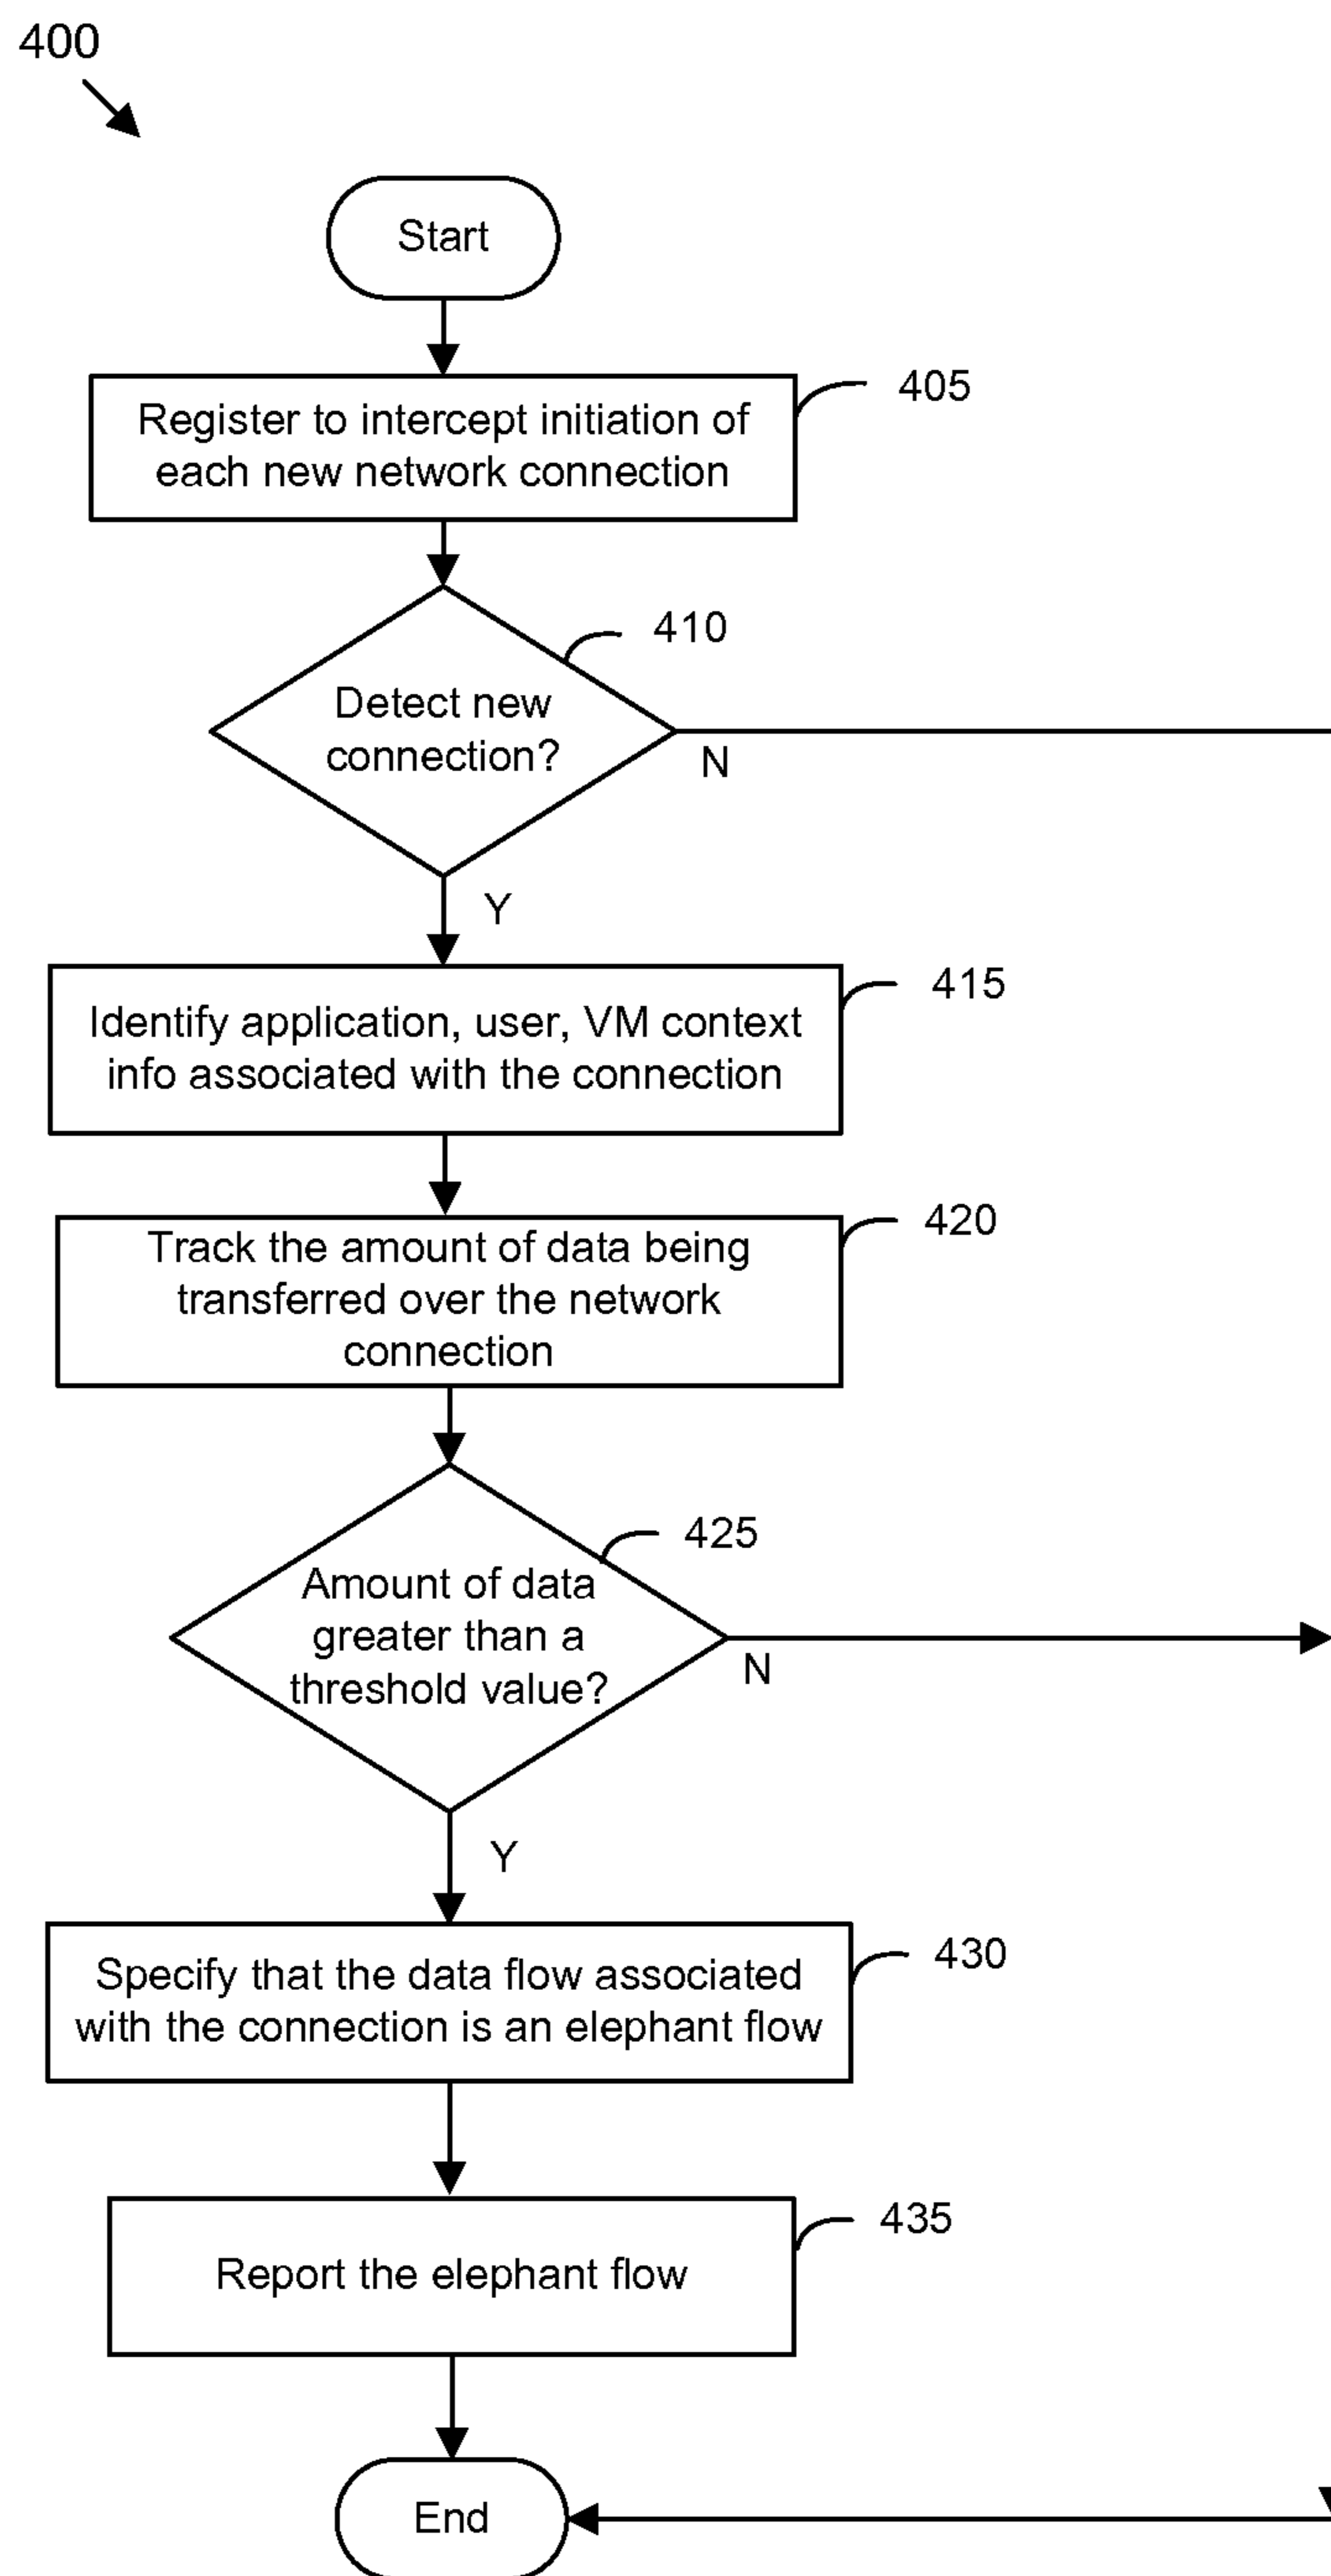 400
Start
Register to intercept initiation of
each new network connection
405
Detect new
connection?
410
N
Y
Identify application, user, VM context
info associated with the connection
415
Track the amount of data being
transferred over the network
connection
420
Amount of data
greater than a
threshold value?
425
N
Y
Specify that the data flow associated
with the connection is an elephant flow
430
Report the elephant flow
435
End